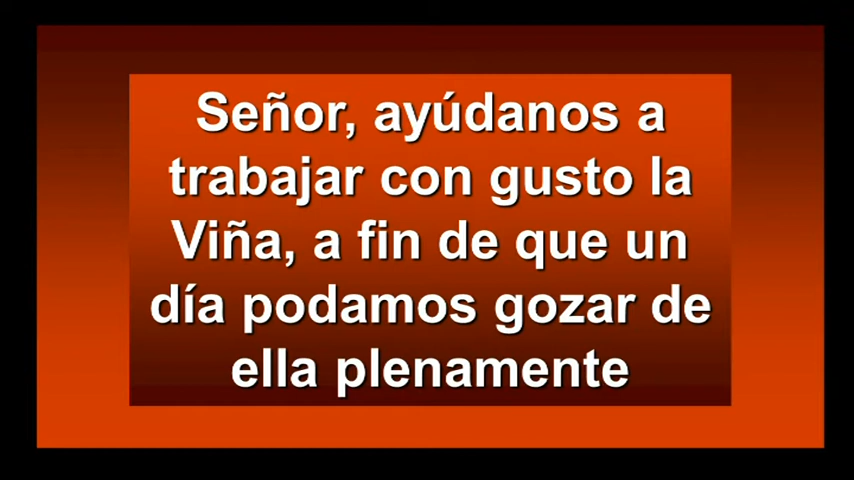 Señor, ayúdanos a
trabajar con gusto la
Viña, a fin de que un
día podamos gozar de
ella plenamente